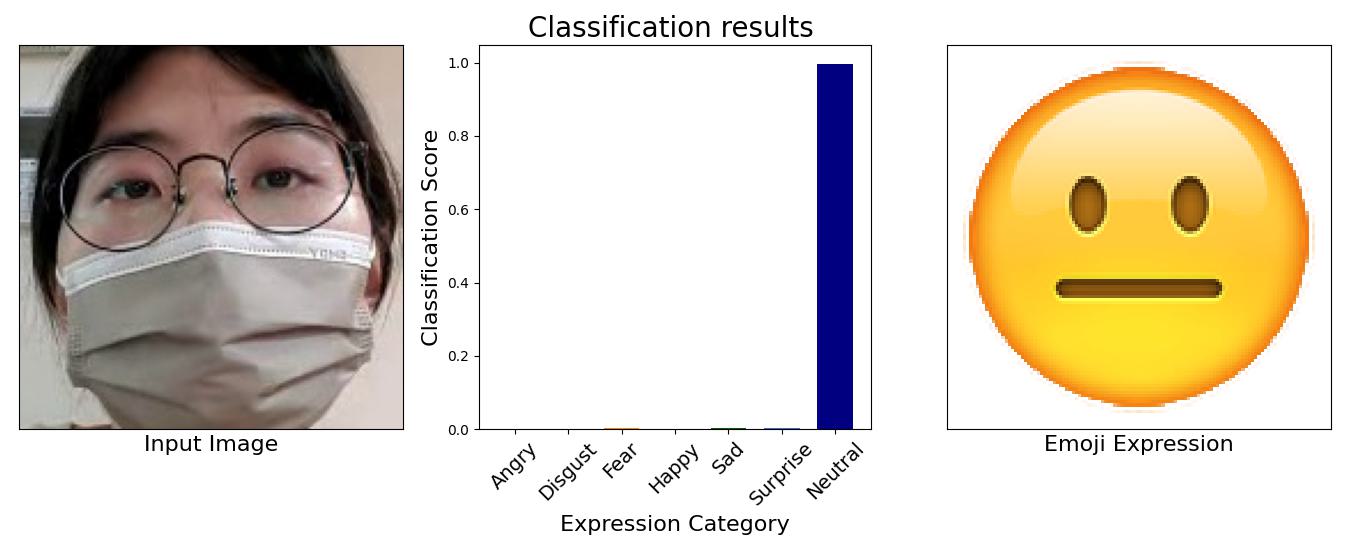 Classification results
1.0
0.8
0.6
0.4
0.2
0.0
Classification Score
Angry
Disgust
Fear
Happy
Sad
Surprise
Neutral
Input Image
Expression Category
Emoji Expression